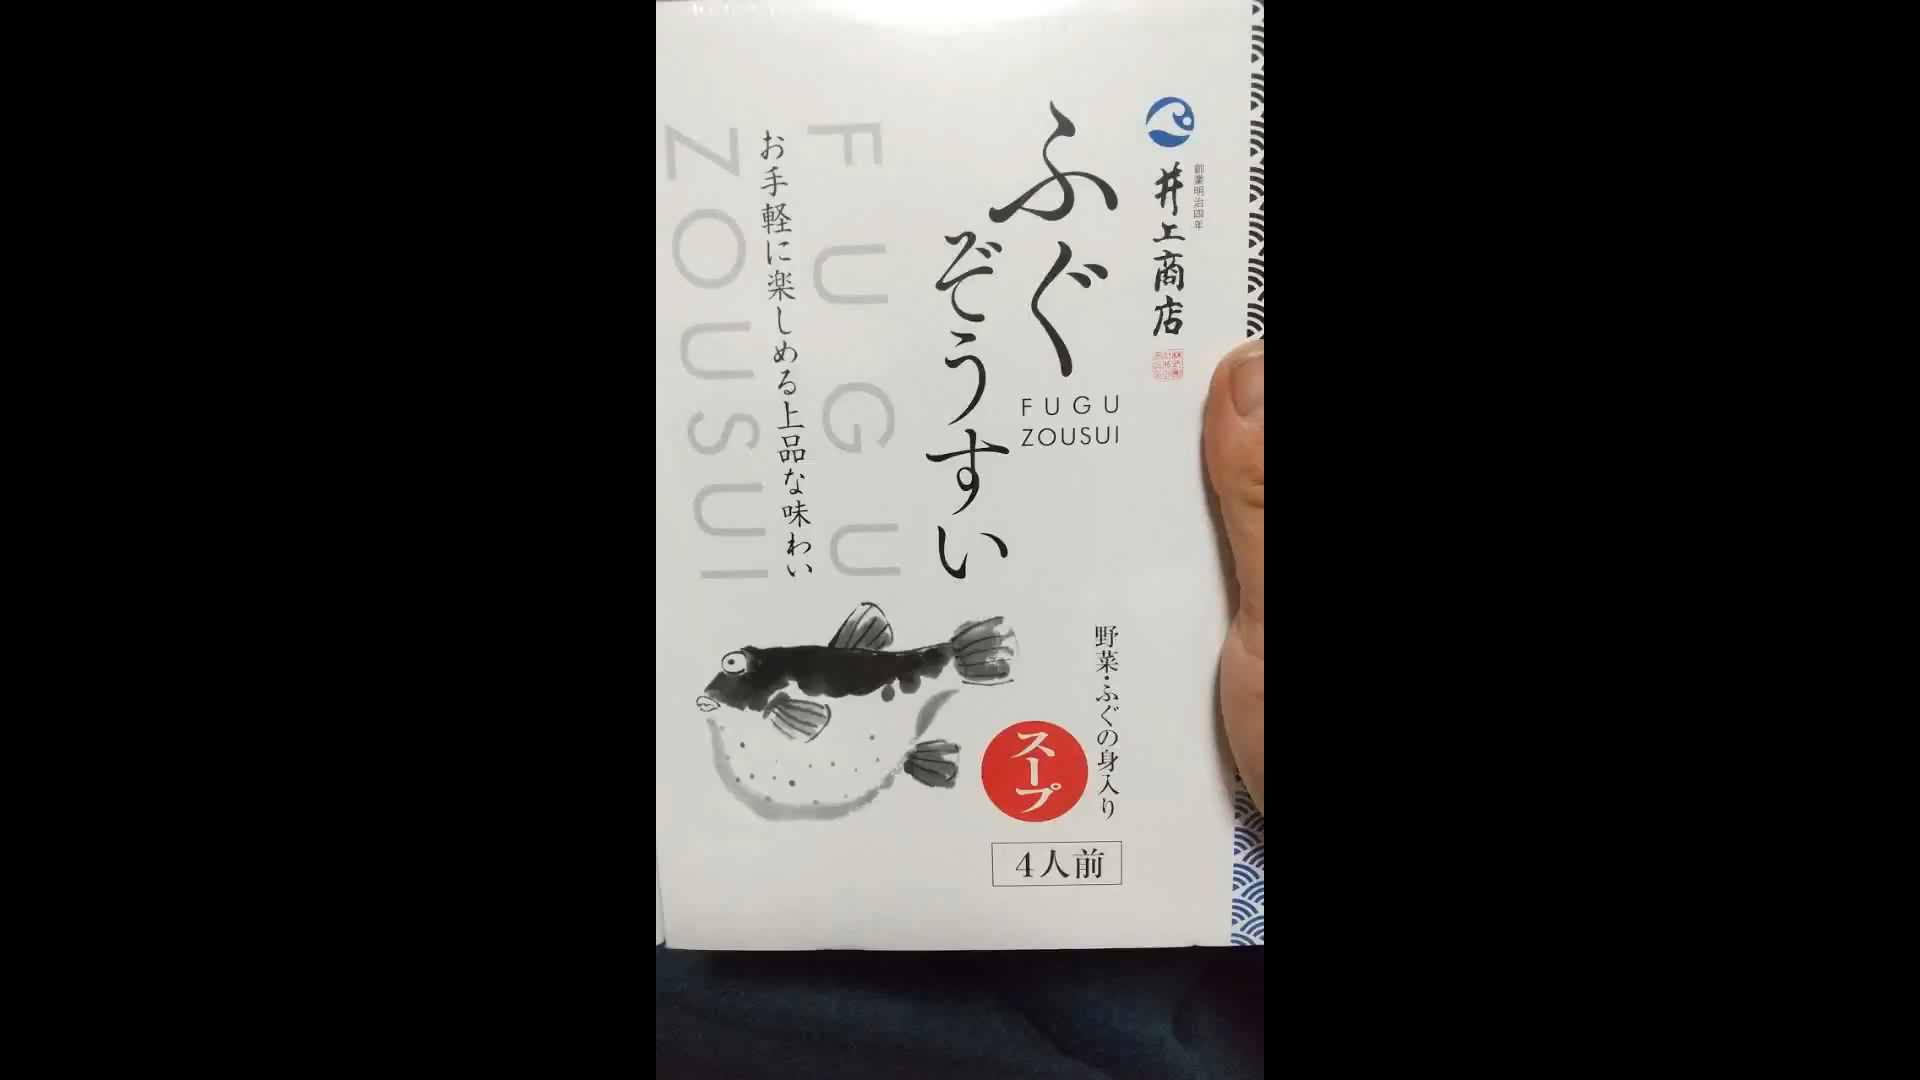 創業明治四年
井上商店
ふぐ
ぞうすい
FUGU
ZOUSUI
FUGU
お手軽に楽しめる上品な味わい
ZOUSUI
野菜・ふぐの身入り
スープ
4人前